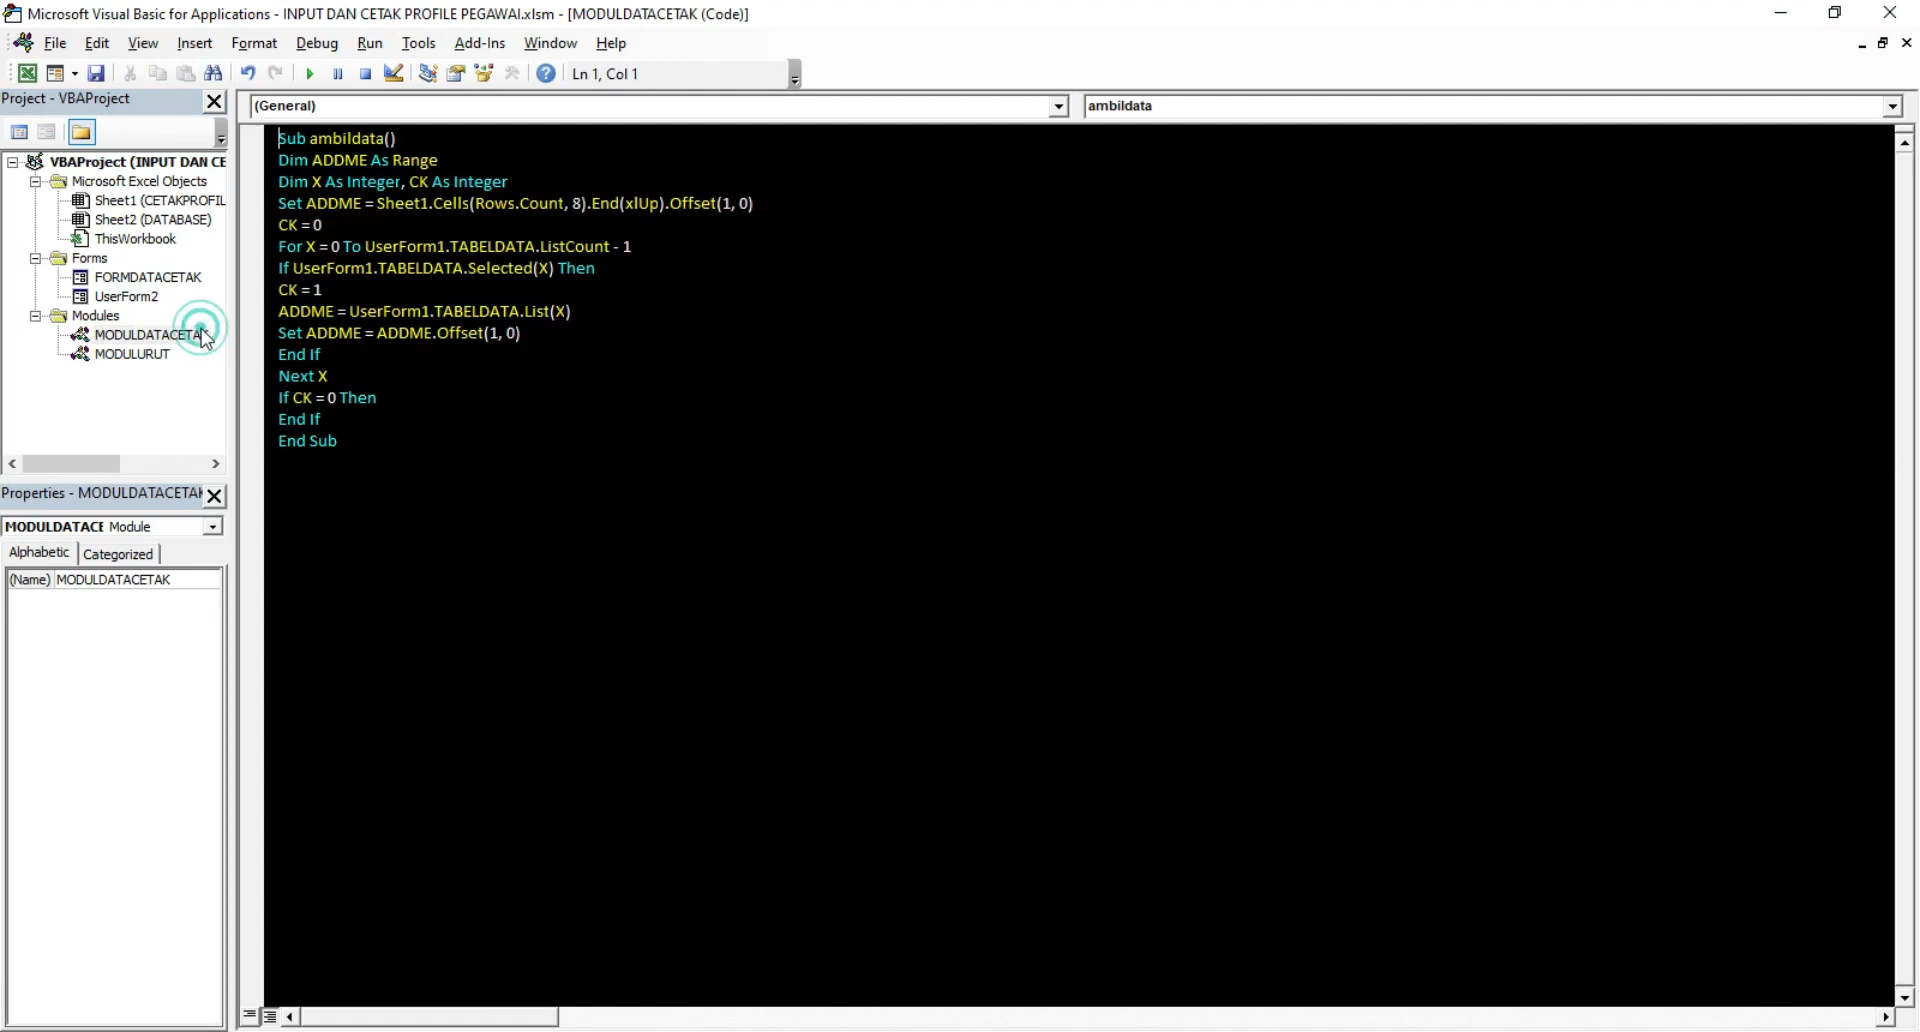 Microsoft Visual Basic for Applications - INPUT DAN CETAK PROFILE PEGAWAI.xlsm - [MODULDATACETAK (Code)]
File Edit View Insert Format Debug Run Tools Add-Ins Window Help
Ln 1, Col 1
Project - VBAProject
(General)
ambildata
VBAProject (INPUT DAN CE
Microsoft Excel Objects
Sheet1 (CETAKPROFIL
Sheet2 (DATABASE)
ThisWorkbook
Forms
FORMDATACETAK
UserForm2
Modules
MODULDATACETAK
MODULURUT
Sub ambildata()
Dim ADDME As Range
Dim X As Integer, CK As Integer
Set ADDME = Sheet1.Cells(Rows.Count, 8).End(xlUp).Offset(1, 0)
CK = 0
For X = 0 To UserForm1.TABELDATA.ListCount - 1
If UserForm1.TABELDATA.Selected(X) Then
CK = 1
ADDME = UserForm1.TABELDATA.List(X)
Set ADDME = ADDME.Offset(1, 0)
End If
Next X
If CK = 0 Then
End If
End Sub
Properties - MODULDATACETAK
MODULDATACE Module
Alphabetic Categorized
(Name) MODULDATACETAK